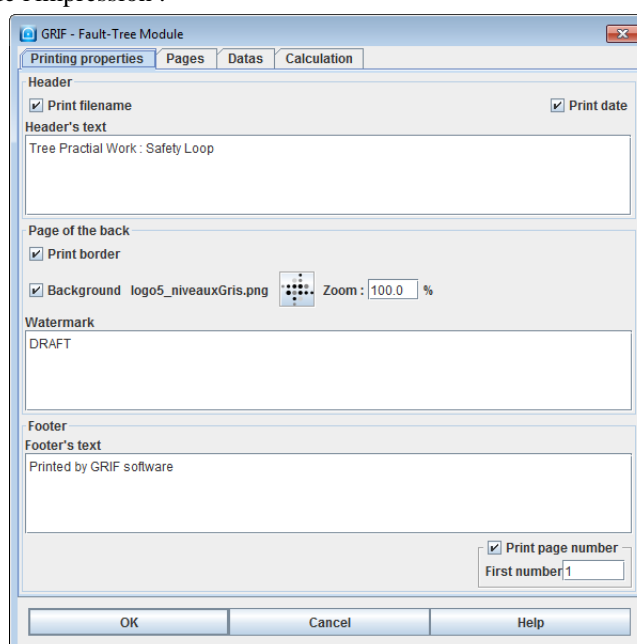 l'impression :
GRIF - Fault-Tree Module
Printing properties Pages Datas Calculation
Header
Print filename Print date
Header's text
Tree Practial Work : Safety Loop
Page of the back
Print border
Background logo5_niveauxGris.png Zoom : 100.0 %
Watermark
DRAFT
Footer
Footer's text
Printed by GRIF software
Print page number
First number 1
OK Cancel Help